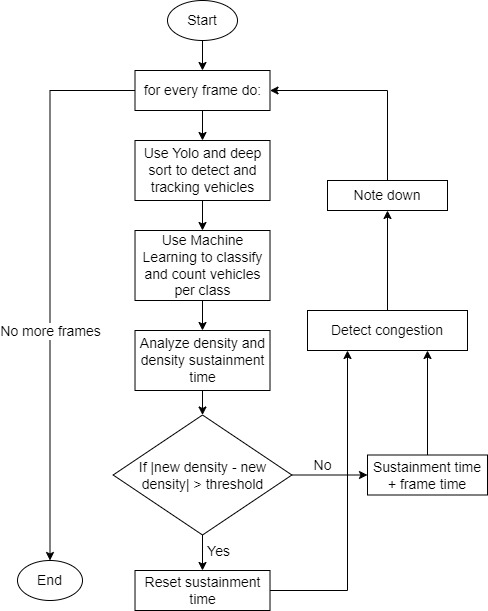 Start
for every frame do:
Use Yolo and deep
sort to detect and
tracking vehicles
Note down
Use Machine
Learning to classify
and count vehicles
per class
No more frames
Analyze density and
density sustainment
time
Detect congestion
If |new density - new
density| > threshold
No
Sustainment time
+ frame time
Yes
End
Reset sustainment
time